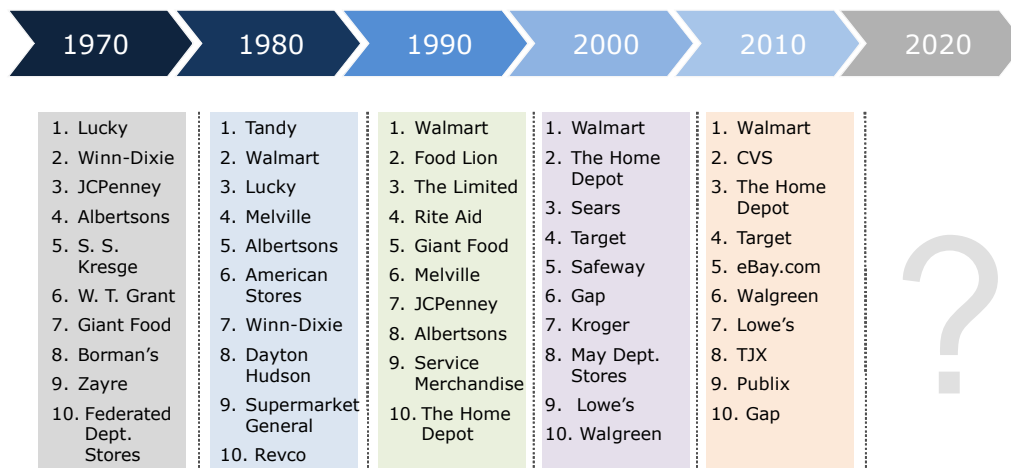 1970
1980
1990
2000
2010
2020
1. Lucky
2. Winn-Dixie
3. JCPenney
4. Albertsons
5. S. S.
Kresge
6. W. T. Grant
7. Giant Food
8. Borman’s
9. Zayre
10. Federated
Dept.
Stores
1. Tandy
2. Walmart
3. Lucky
4. Melville
5. Albertsons
6. American
Stores
7. Winn-Dixie
8. Dayton
Hudson
9. Supermarket
General
10. Revco
1. Walmart
2. Food Lion
3. The Limited
4. Rite Aid
5. Giant Food
6. Melville
7. JCPenney
8. Albertsons
9. Service
Merchandise
10. The Home
Depot
1. Walmart
2. The Home
Depot
3. Sears
4. Target
5. Safeway
6. Gap
7. Kroger
8. May Dept.
Stores
9. Lowe’s
10. Walgreen
1. Walmart
2. CVS
3. The Home
Depot
4. Target
5. eBay.com
6. Walgreen
7. Lowe’s
8. TJX
9. Publix
10. Gap
?